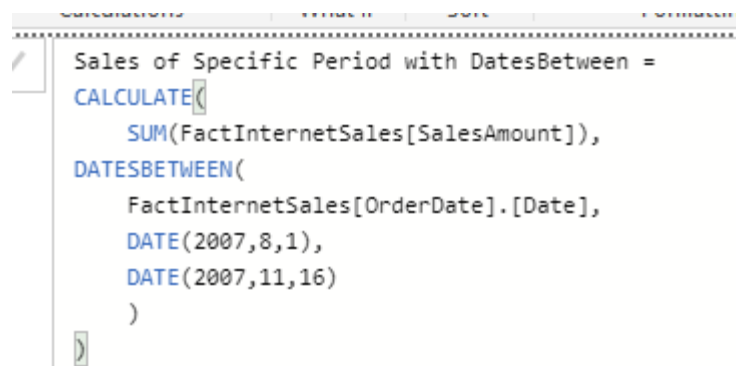 Sales of Specific Period with DatesBetween =
CALCULATE(
SUM(FactInternetSales[SalesAmount]),
DATESBETWEEN(
FactInternetSales[OrderDate].[Date],
DATE(2007,8,1),
DATE(2007,11,16)
)
)